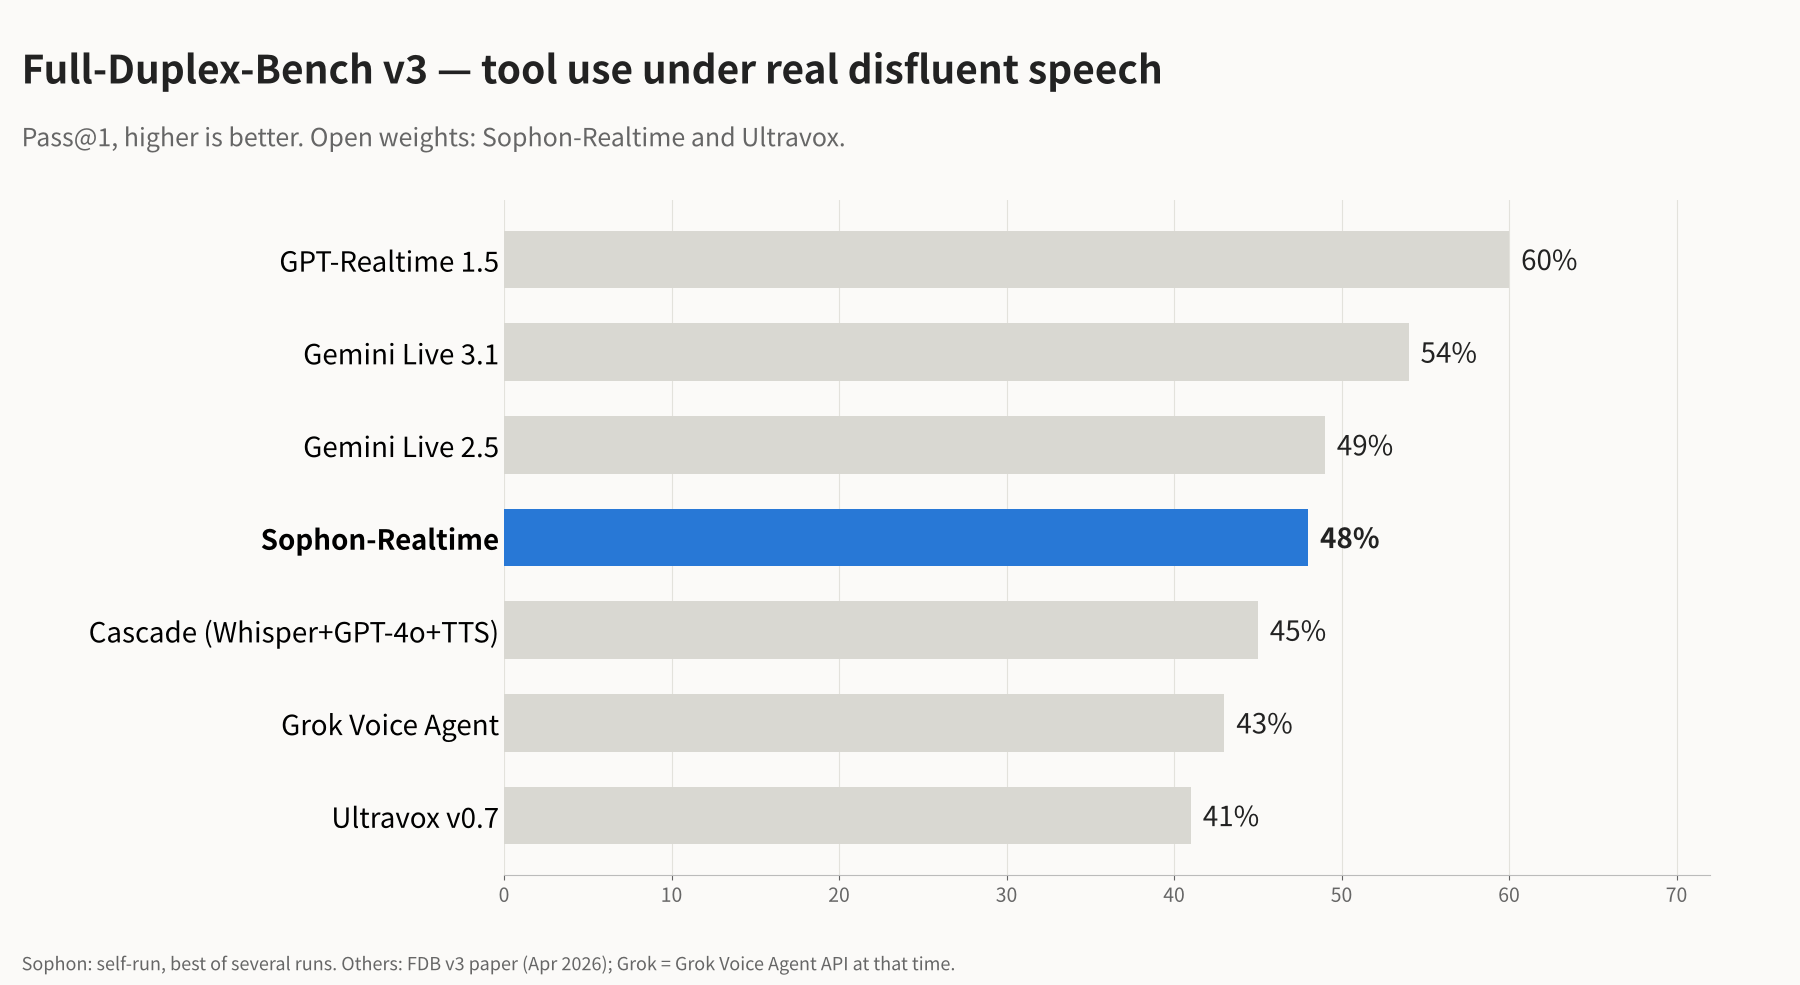 Full-Duplex-Bench v3 — tool use under real disfluent speech
Pass@1, higher is better. Open weights: Sophon-Realtime and Ultravox.
GPT-Realtime 1.5 60%
Gemini Live 3.1 54%
Gemini Live 2.5 49%
Sophon-Realtime 48%
Cascade (Whisper+GPT-4o+TTS) 45%
Grok Voice Agent 43%
Ultravox v0.7 41%
0 10 20 30 40 50 60 70
Sophon: self-run, best of several runs. Others: FDB v3 paper (Apr 2026); Grok = Grok Voice Agent API at that time.